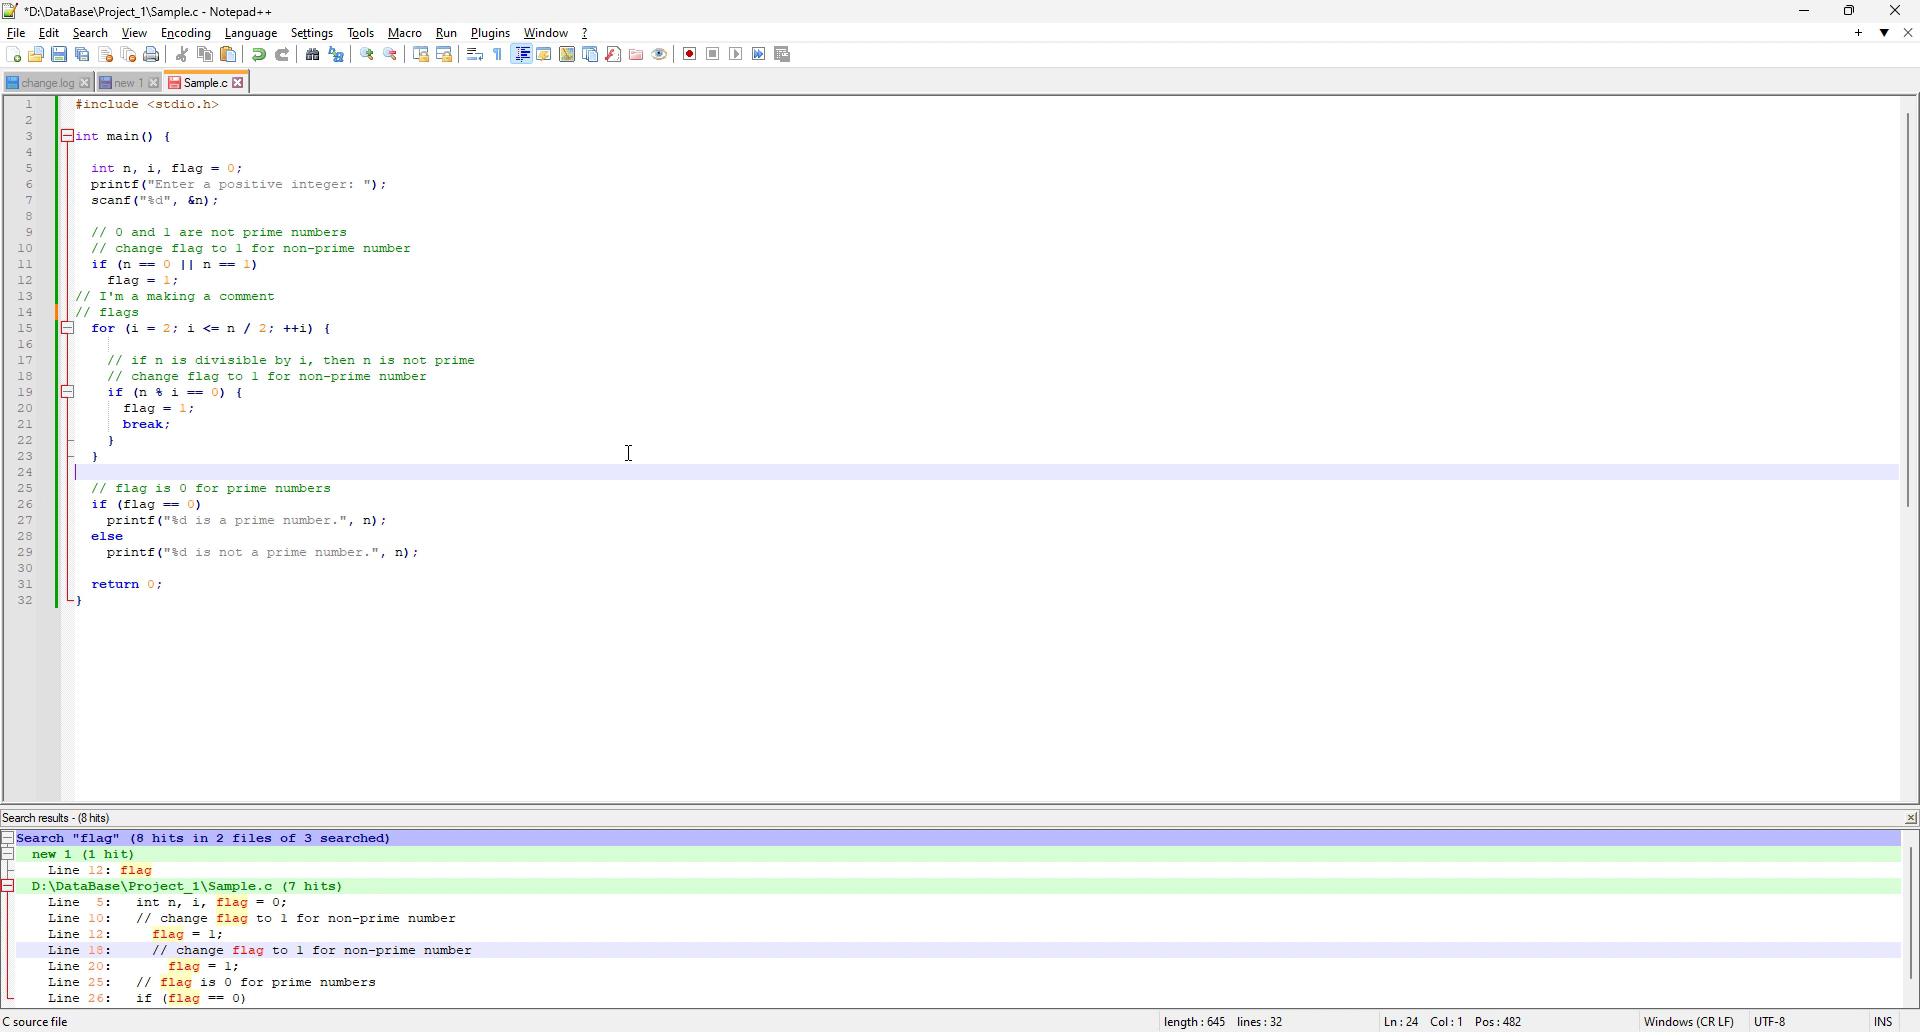 *D:\DataBase\Project_1\Sample.c - Notepad++
File Edit Search View Encoding Language Settings Tools Macro Run Plugins Window ?
change.log new 1 Sample.c
1 #include <stdio.h>
2
3 int main() {
4
5 int n, i, flag = 0;
6 printf("Enter a positive integer: ");
7 scanf("%d", &n);
8
9 // 0 and 1 are not prime numbers
10 // change flag to 1 for non-prime number
11 if (n == 0 || n == 1)
12 flag = 1;
13 // I'm a making a comment
14 // flags
15 for (i = 2; i <= n / 2; ++i) {
16
17 // if n is divisible by i, then n is not prime
18 // change flag to 1 for non-prime number
19 if (n % i == 0) {
20 flag = 1;
21 break;
22 }
23 }
24
25 // flag is 0 for prime numbers
26 if (flag == 0)
27 printf("%d is a prime number.", n);
28 else
29 printf("%d is not a prime number.", n);
30
31 return 0;
32 }
Search results - (8 hits)
Search "flag" (8 hits in 2 files of 3 searched)
new 1 (1 hit)
Line 12: flag
D:\DataBase\Project_1\Sample.c (7 hits)
Line 5: int n, i, flag = 0;
Line 10: // change flag to 1 for non-prime number
Line 12: flag = 1;
Line 18: // change flag to 1 for non-prime number
Line 20: flag = 1;
Line 25: // flag is 0 for prime numbers
Line 26: if (flag == 0)
C source file length : 645 lines : 32 Ln : 24 Col : 1 Pos : 482 Windows (CR LF) UTF-8 INS